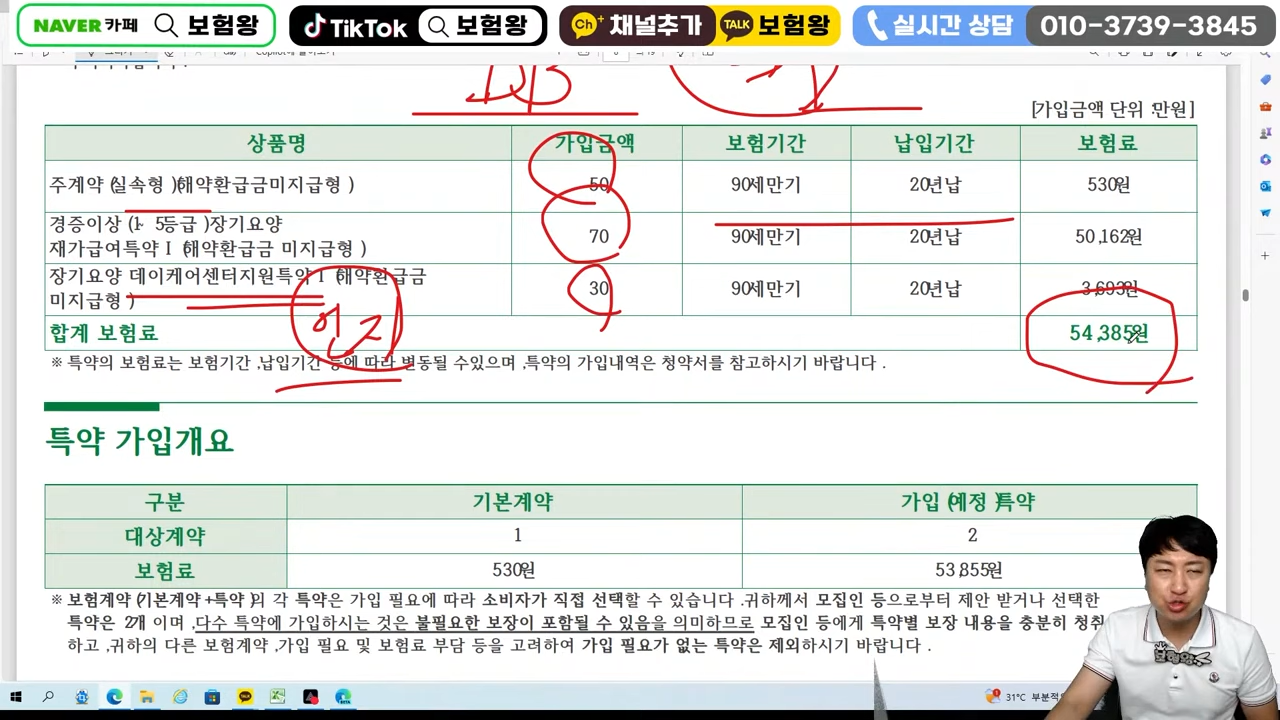 NAVER 카페 보험왕 TikTok 보험왕 Ch+ 채널추가 TALK 보험왕 실시간 상담 010-3739-3845
[가입금액 단위 :만원]
상품명 가입금액 보험기간 납입기간 보험료
주계약 (실속형 )(해약환급금미지급형 ) 50 90세만기 20년납 530원
경증이상 (1- 5등급 )장기요양
재가급여특약 I (해약환급금 미지급형 ) 70 90세만기 20년납 50,162원
장기요양 데이케어센터지원특약 I (해약환급금
미지급형 ) 30 90세만기 20년납 3,693원
합계 보험료 54,385원
※ 특약의 보험료는 보험기간 ,납입기간 등에 따라 변동될 수있으며 ,특약의 가입내역은 청약서를 참고하시기 바랍니다 .
특약 가입개요
구분 기본계약 가입 (예정 )특약
대상계약 1 2
보험료 530원 53,855원
※ 보험계약 (기본계약 +특약 )의 각 특약은 가입 필요에 따라 소비자가 직접 선택할 수 있습니다 .귀하께서 모집인 등으로부터 제안 받거나 선택한
특약은 2개 이며 ,다수 특약에 가입하시는 것은 불필요한 보장이 포함될 수 있음을 의미하므로 모집인 등에게 특약별 보장 내용을 충분히 청취
하고 ,귀하의 다른 보험계약 ,가입 필요 및 보험료 부담 등을 고려하여 가입 필요가 없는 특약은 제외하시기 바랍니다 .
보험왕
31°C 부분적